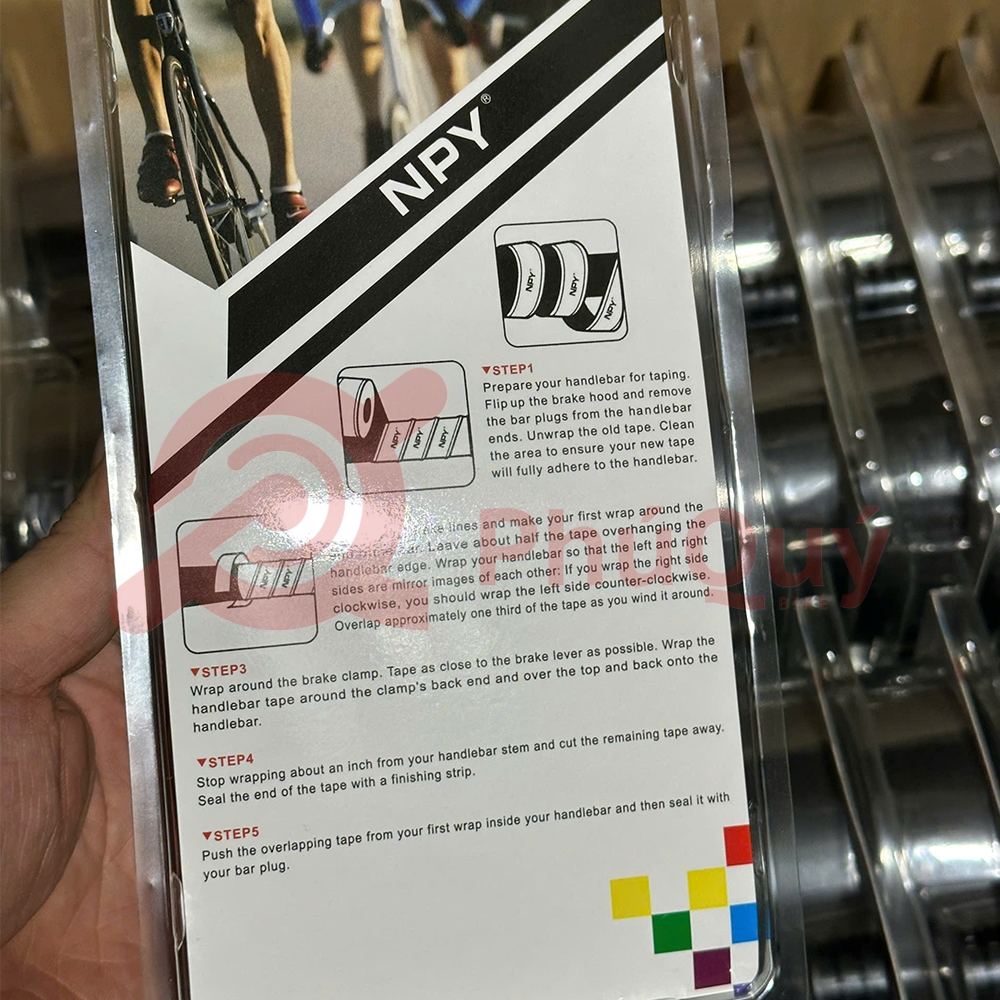 NPY®
NPY NPY NPY
▼STEP1
Prepare your handlebar for taping.
Flip up the brake hood and remove
the bar plugs from the handlebar
ends. Unwrap the old tape. Clean
the area to ensure your new tape
will fully adhere to the handlebar.
NPY NPY NPY
lines and make your first wrap around the
Leave about half the tape overhanging the
handlebar edge. Wrap your handlebar so that the left and right
sides are mirror images of each other: If you wrap the right side
clockwise, you should wrap the left side counter-clockwise.
Overlap approximately one third of the tape as you wind it around.
NPY NPY
PhuQuý
BIKE
▼STEP3
Wrap around the brake clamp. Tape as close to the brake lever as possible. Wrap the
handlebar tape around the clamp's back end and over the top and back onto the
handlebar.
▼STEP4
Stop wrapping about an inch from your handlebar stem and cut the remaining tape away.
Seal the end of the tape with a finishing strip.
▼STEP5
Push the overlapping tape from your first wrap inside your handlebar and then seal it with
your bar plug.